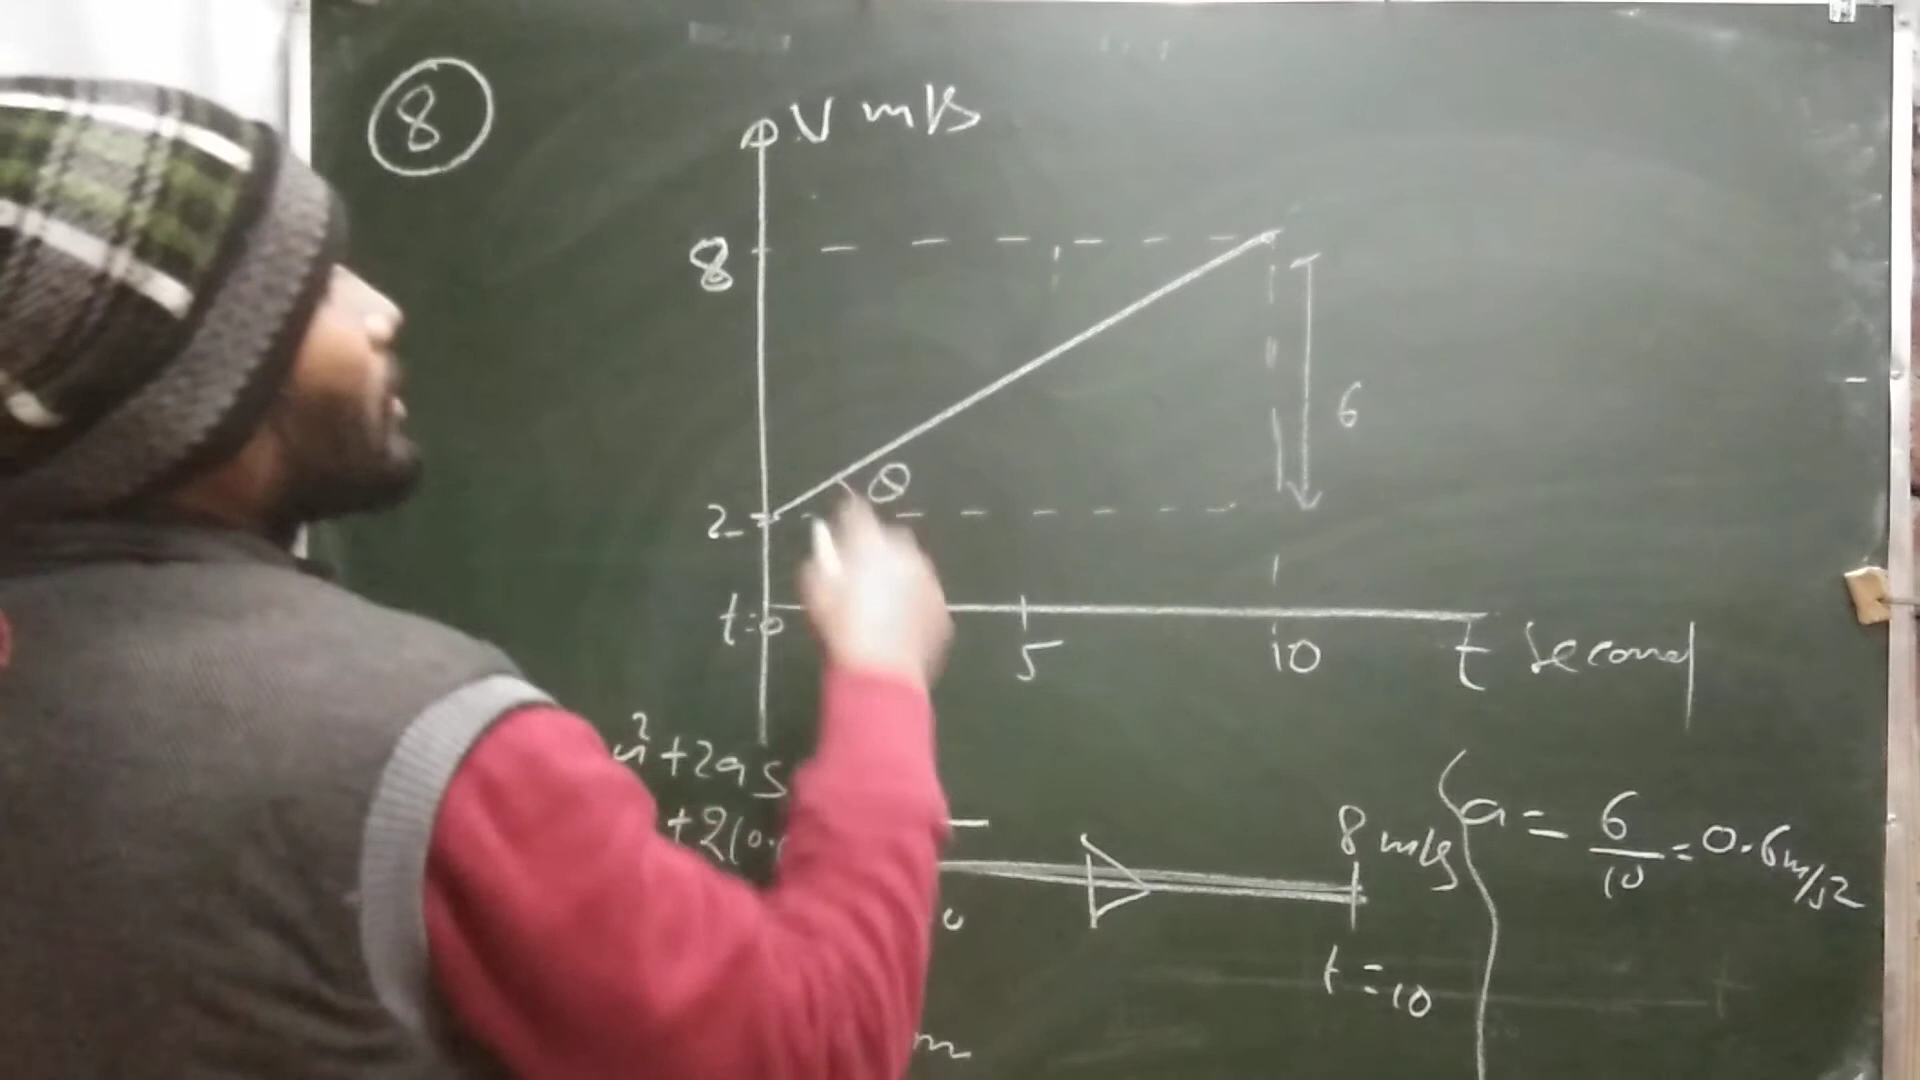 8
V m/s
8
6
θ
2
t=0
5
10
t second
u²+2as
+2(0.
8 m/s
a = 6/10 = 0.6 m/s2
0
t=10
m